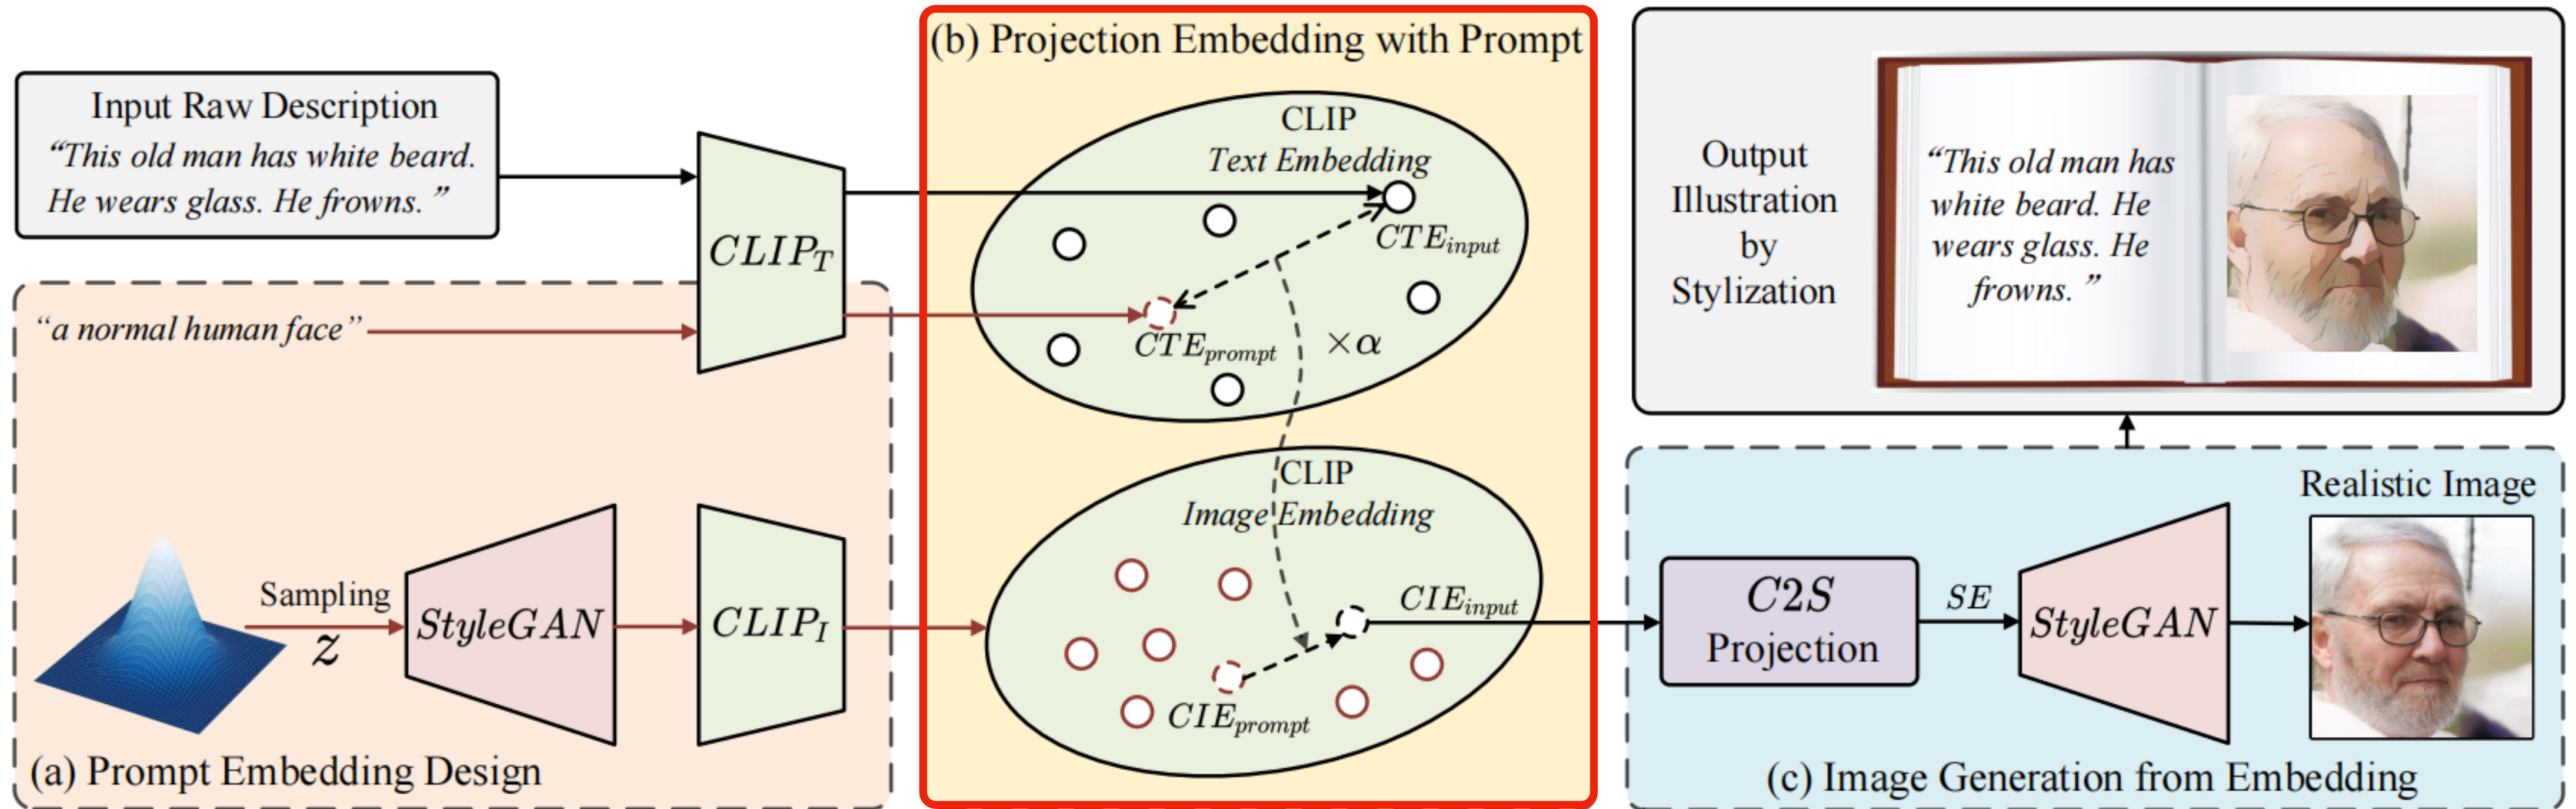 Input Raw Description
“This old man has white beard.
He wears glass. He frowns.”
“a normal human face”
Sampling
z
StyleGAN
CLIP_T
CLIP_I
(a) Prompt Embedding Design
(b) Projection Embedding with Prompt
CLIP
Text Embedding
CTE_input
CTE_prompt
×α
CLIP
Image Embedding
CIE_input
CIE_prompt
Output
Illustration
by
Stylization
“This old man has
white beard. He
wears glass. He
frowns.”
C2S
Projection
SE
StyleGAN
Realistic Image
(c) Image Generation from Embedding